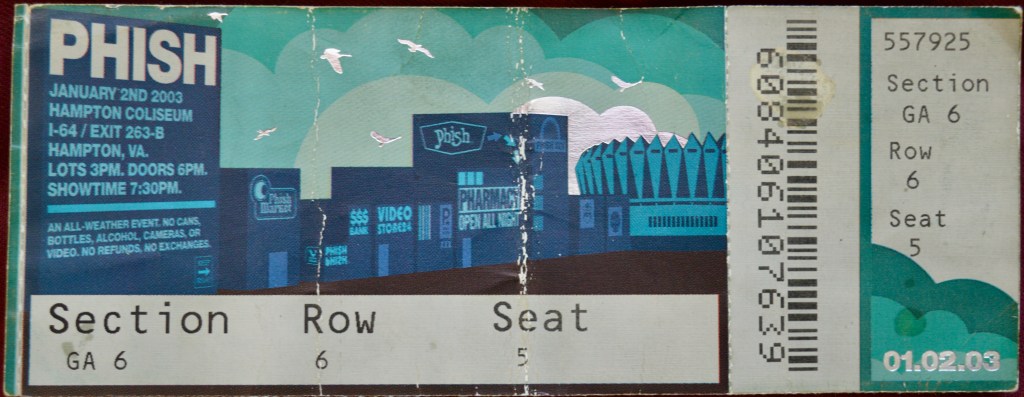 PHISH
JANUARY 2ND 2003
HAMPTON COLISEUM
I-64 / EXIT 263-B
HAMPTON, VA.
LOTS 3PM. DOORS 6PM.
SHOWTIME 7:30PM.
AN ALL-WEATHER EVENT. NO CANS,
BOTTLES, ALCOHOL, CAMERAS, OR
VIDEO. NO REFUNDS, NO EXCHANGES.
Phish
Market
$$$
BANK
VIDEO
STORE24
PHISH
phish
PHARMACY
OPEN ALL NIGHT
Section
Row
Seat
GA 6
6
5
608406107639
557925
Section
GA 6
Row
6
Seat
5
01.02.03